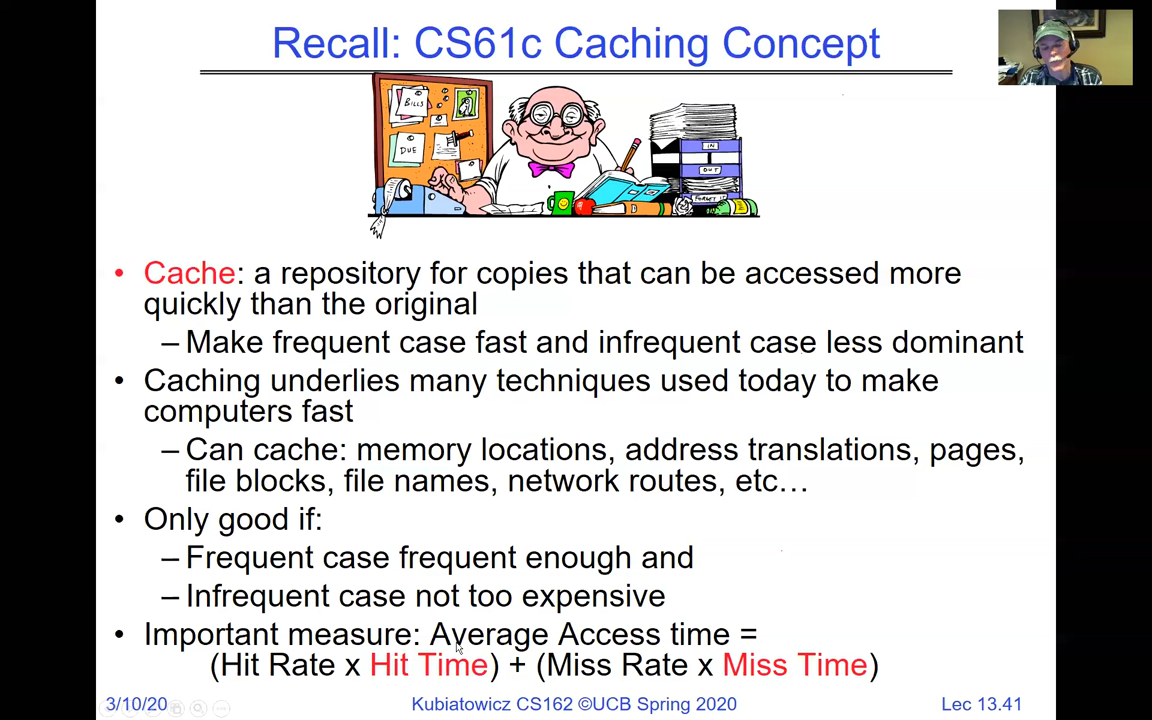 Recall: CS61c Caching Concept
BILLS
DUE
IN
OUT
• Cache: a repository for copies that can be accessed more
quickly than the original
– Make frequent case fast and infrequent case less dominant
• Caching underlies many techniques used today to make
computers fast
– Can cache: memory locations, address translations, pages,
file blocks, file names, network routes, etc…
• Only good if:
– Frequent case frequent enough and
– Infrequent case not too expensive
• Important measure: Average Access time =
(Hit Rate x Hit Time) + (Miss Rate x Miss Time)
3/10/20
Kubiatowicz CS162 ©UCB Spring 2020
Lec 13.41